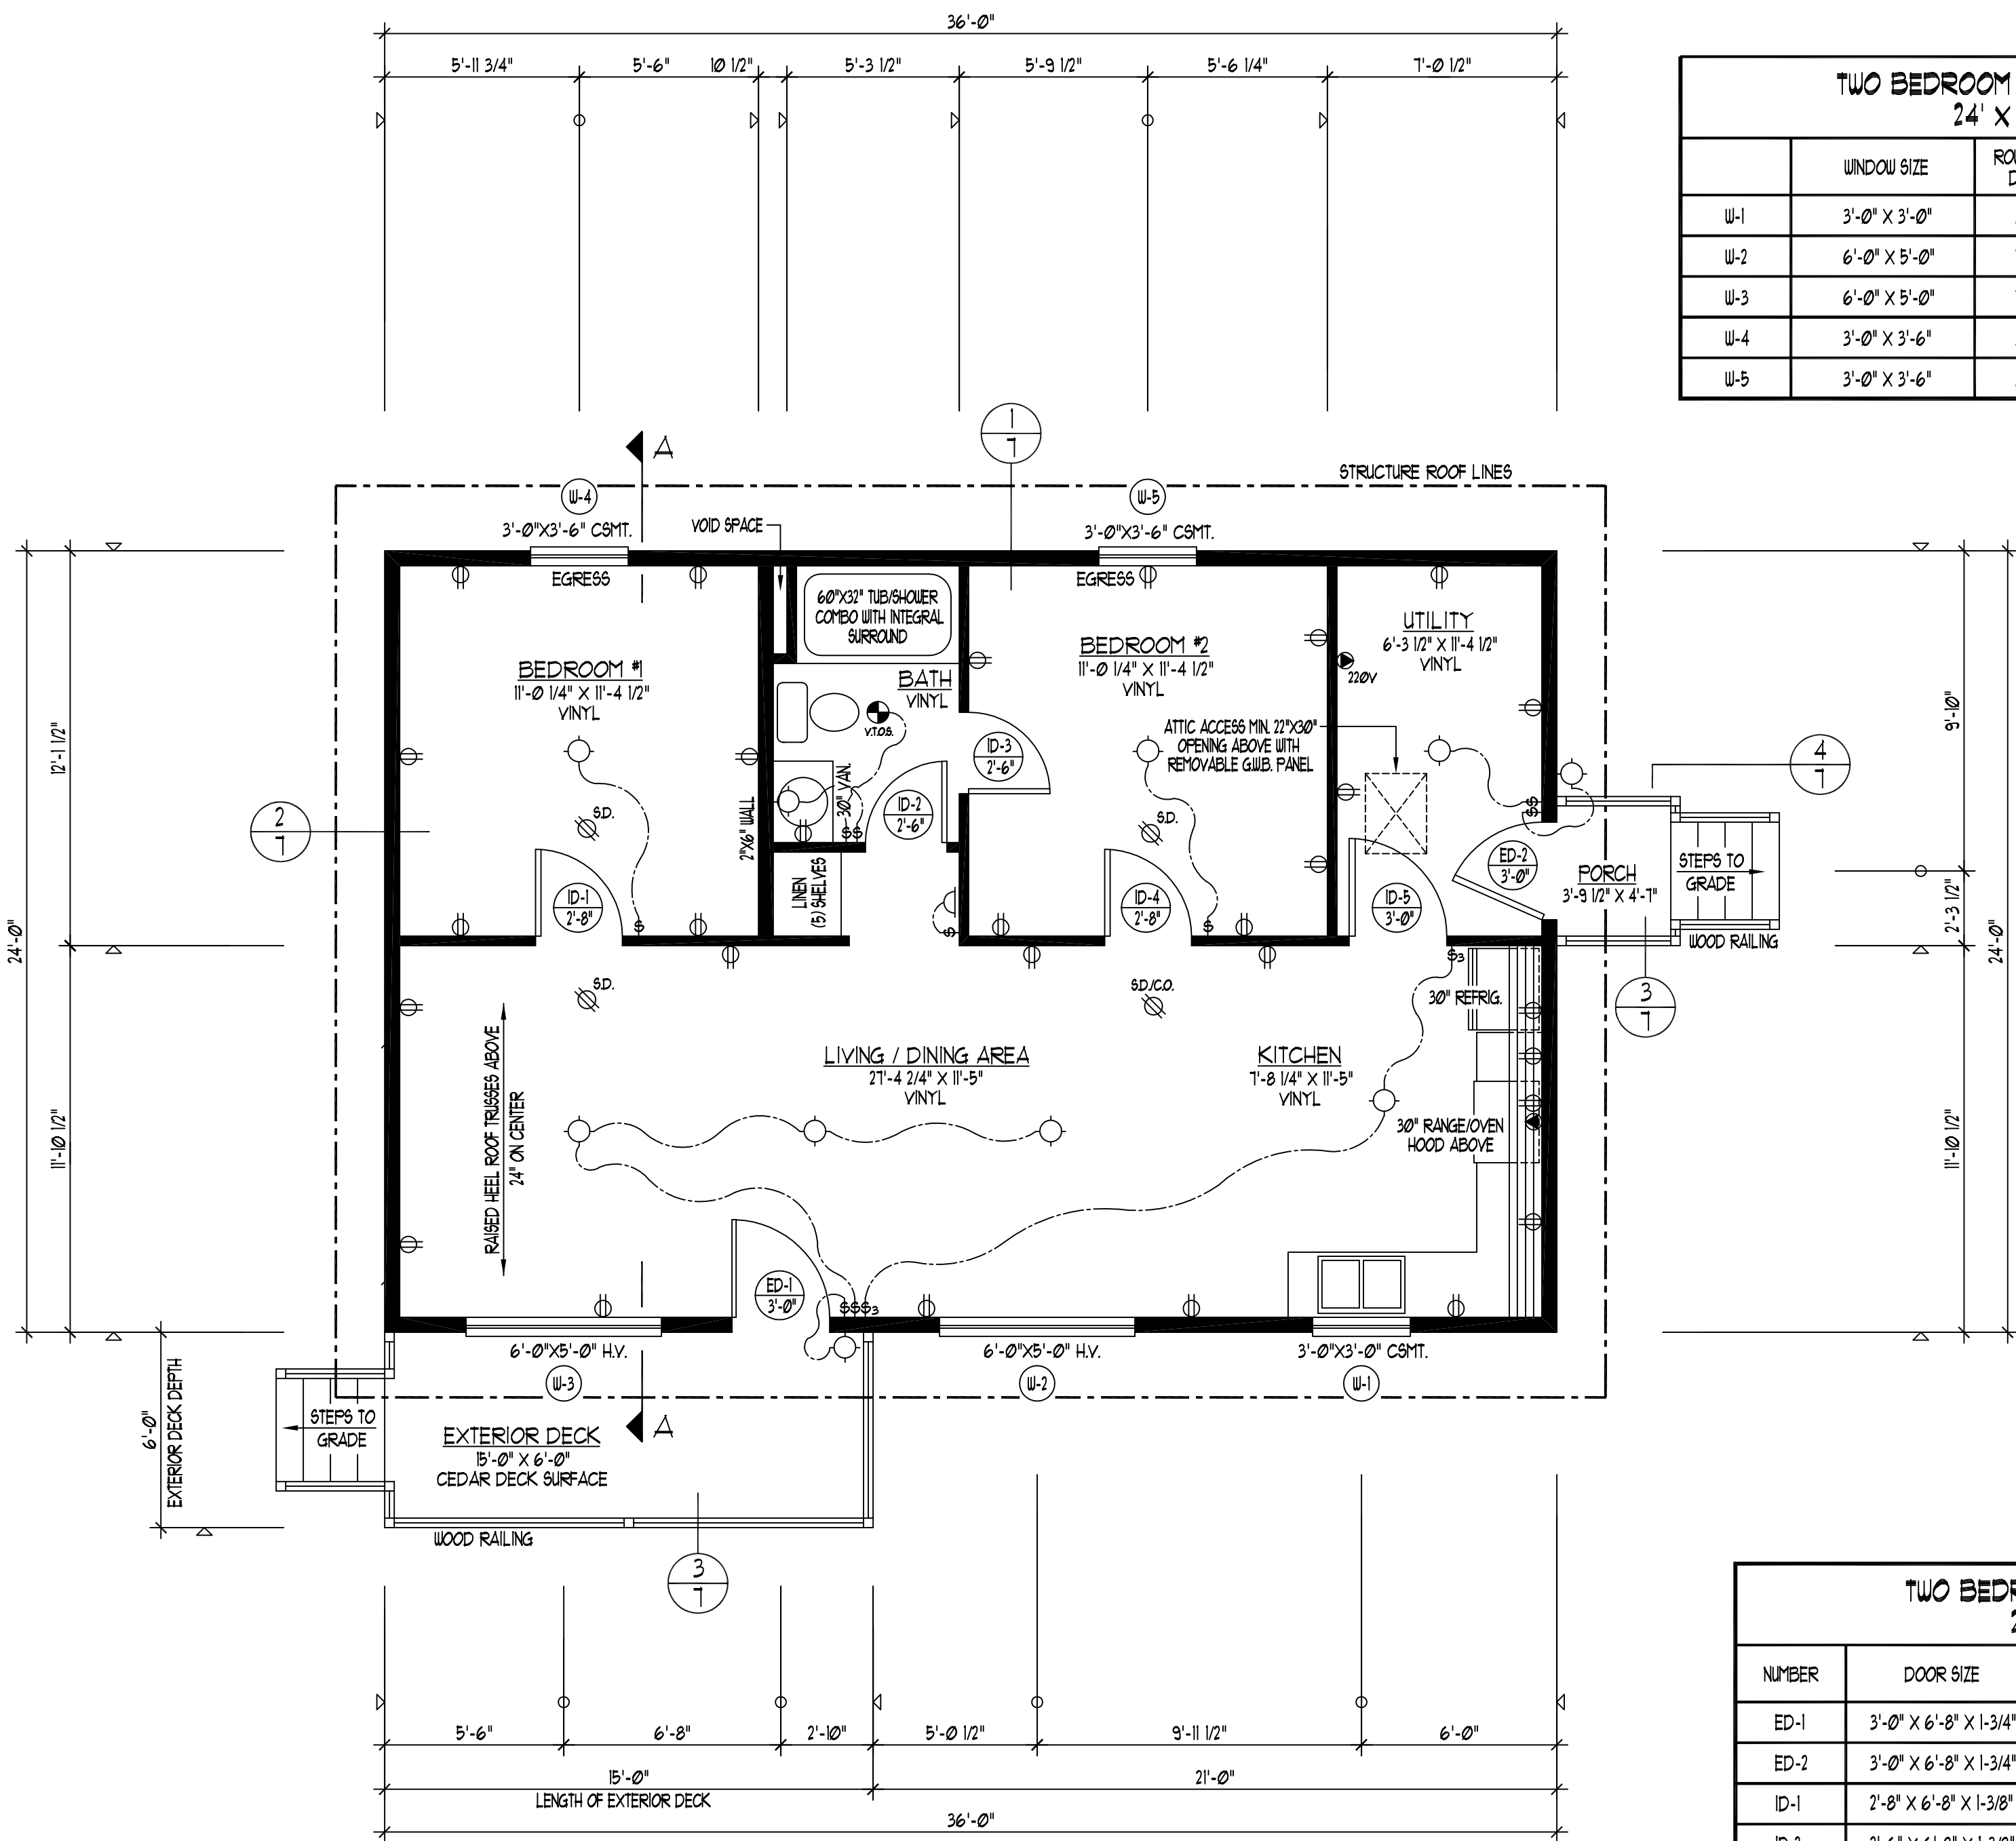 36'-0"
5'-11 3/4" 5'-6" 10 1/2" 5'-3 1/2" 5'-9 1/2" 5'-6 1/4" 7'-0 1/2"
TWO BEDROOM
24' X
WINDOW SIZE
W-1 3'-0" X 3'-0"
W-2 6'-0" X 5'-0"
W-3 6'-0" X 5'-0"
W-4 3'-0" X 3'-6"
W-5 3'-0" X 3'-6"
1
7
A
STRUCTURE ROOF LINES
W-4
W-5
3'-0"X3'-6" CSMT.
VOID SPACE
3'-0"X3'-6" CSMT.
EGRESS
EGRESS
60"X32" TUB/SHOWER
COMBO WITH INTEGRAL
SURROUND
BEDROOM #1
11'-0 1/4" X 11'-4 1/2"
VINYL
BATH
VINYL
V.T.O.S.
BEDROOM #2
11'-0 1/4" X 11'-4 1/2"
VINYL
UTILITY
6'-3 1/2" X 11'-4 1/2"
VINYL
220V
ATTIC ACCESS MIN. 22"X30"
OPENING ABOVE WITH
REMOVABLE G.W.B. PANEL
ID-3
2'-6"
ID-2
2'-6"
30" VAN.
2"X6" WALL
S.D.
S.D.
$$
$$
LINEN
(5) SHELVES
ID-1
2'-8"
ID-4
2'-8"
ID-5
3'-0"
ED-2
3'-0"
$
$
$
PORCH
3'-9 1/2" X 4'-7"
STEPS TO
GRADE
WOOD RAILING
4
7
2
7
3
7
24'-0"
12'-1 1/2"
11'-10 1/2"
9'-10"
2'-3 1/2"
11'-10 1/2"
24'-0"
S.D.
S.D./C.O.
$3
30" REFRIG.
RAISED HEEL ROOF TRUSSES ABOVE
24" ON CENTER
LIVING / DINING AREA
27'-4 2/4" X 11'-5"
VINYL
KITCHEN
7'-8 1/4" X 11'-5"
VINYL
30" RANGE/OVEN
HOOD ABOVE
ED-1
3'-0"
$$$3
6'-0"X5'-0" H.V.
6'-0"X5'-0" H.V.
3'-0"X3'-0" CSMT.
W-3
W-2
W-1
A
6'-0"
EXTERIOR DECK DEPTH
STEPS TO
GRADE
EXTERIOR DECK
15'-0" X 6'-0"
CEDAR DECK SURFACE
WOOD RAILING
3
7
5'-6" 6'-8" 2'-10" 5'-0 1/2" 9'-11 1/2" 6'-0"
15'-0" 21'-0"
LENGTH OF EXTERIOR DECK
36'-0"
TWO
NUMBER DOOR SIZE
ED-1 3'-0" X 6'-8" X 1-3/4"
ED-2 3'-0" X 6'-8" X 1-3/4"
ID-1 2'-8" X 6'-8" X 1-3/8"